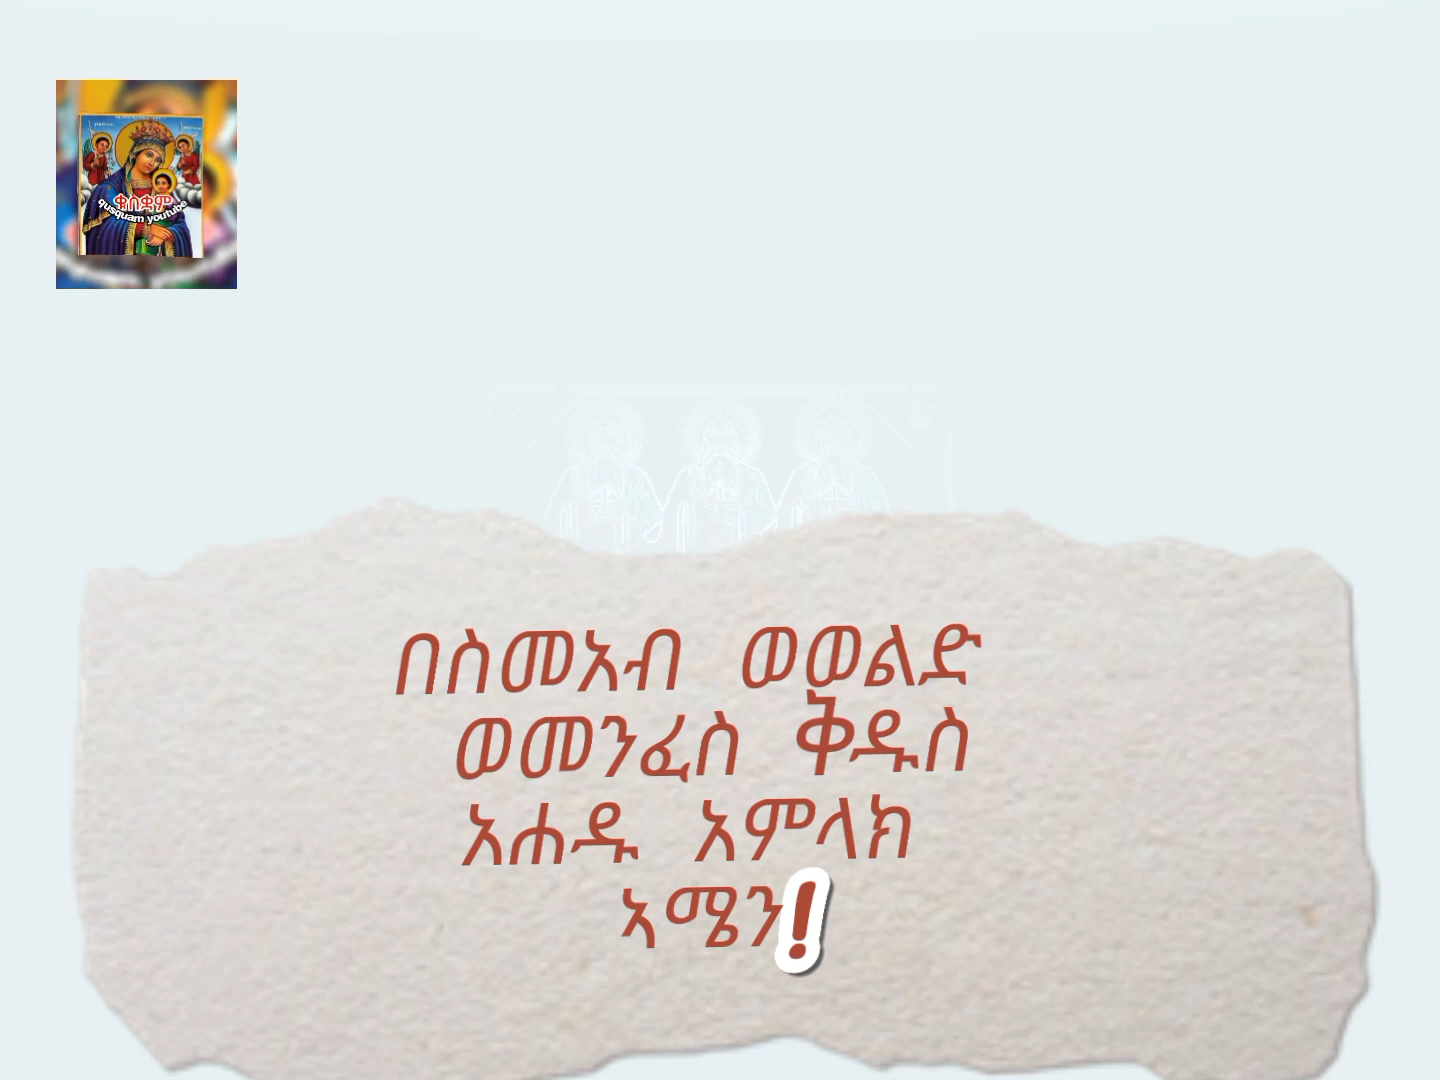 ቁስቋም
qusquam youtube
በስመአብ ወወልድ
ወመንፈስ ቅዱስ
አሐዱ አምላክ
ኣሜን!